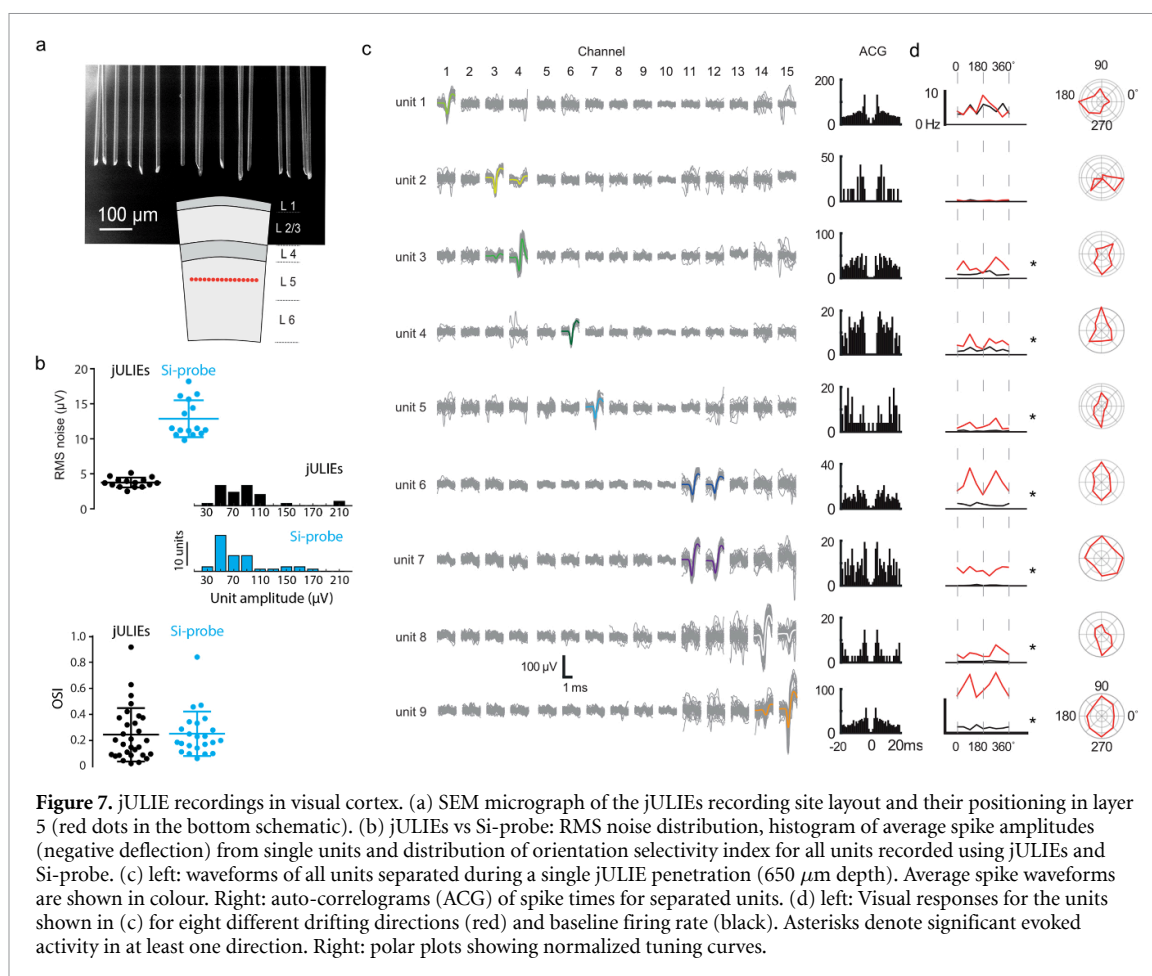 a
100 µm
L 1
L 2/3
L 4
L 5
L 6
b
jULIEs
Si-probe
RMS noise (µV)
20
15
10
5
0
jULIEs
30 70 110 150 170 210
Si-probe
10 units
30 70 110 150 170 210
Unit amplitude (µV)
jULIEs
Si-probe
OSI
1.0
0.8
0.6
0.4
0.2
0
c
Channel
1 2 3 4 5 6 7 8 9 10 11 12 13 14 15
unit 1
unit 2
unit 3
unit 4
unit 5
unit 6
unit 7
unit 8
unit 9
100 µV
1 ms
ACG
200
0
50
0
100
0
20
0
20
0
40
0
20
0
20
0
100
0
-20 0 20ms
d
0 180 360°
10
0 Hz
*
*
*
*
*
*
*
0 180 360°
90
180
0°
270
90
180
0°
270
Figure 7. jULIE recordings in visual cortex. (a) SEM micrograph of the jULIEs recording site layout and their positioning in layer
5 (red dots in the bottom schematic). (b) jULIEs vs Si-probe: RMS noise distribution, histogram of average spike amplitudes
(negative deflection) from single units and distribution of orientation selectivity index for all units recorded using jULIEs and
Si-probe. (c) left: waveforms of all units separated during a single jULIE penetration (650 µm depth). Average spike waveforms
are shown in colour. Right: auto-correlograms (ACG) of spike times for separated units. (d) left: Visual responses for the units
shown in (c) for eight different drifting directions (red) and baseline firing rate (black). Asterisks denote significant evoked
activity in at least one direction. Right: polar plots showing normalized tuning curves.